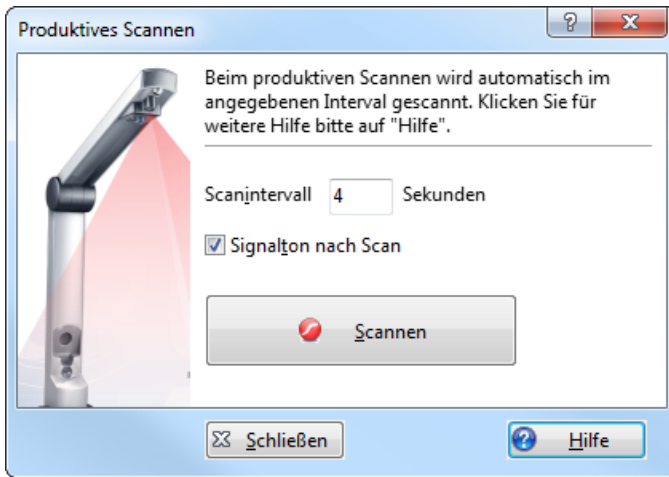 Produktives Scannen
Beim produktiven Scannen wird automatisch im
angegebenen Interval gescannt. Klicken Sie für
weitere Hilfe bitte auf "Hilfe".
Scanintervall 4 Sekunden
Signalton nach Scan
Scannen
Schließen Hilfe